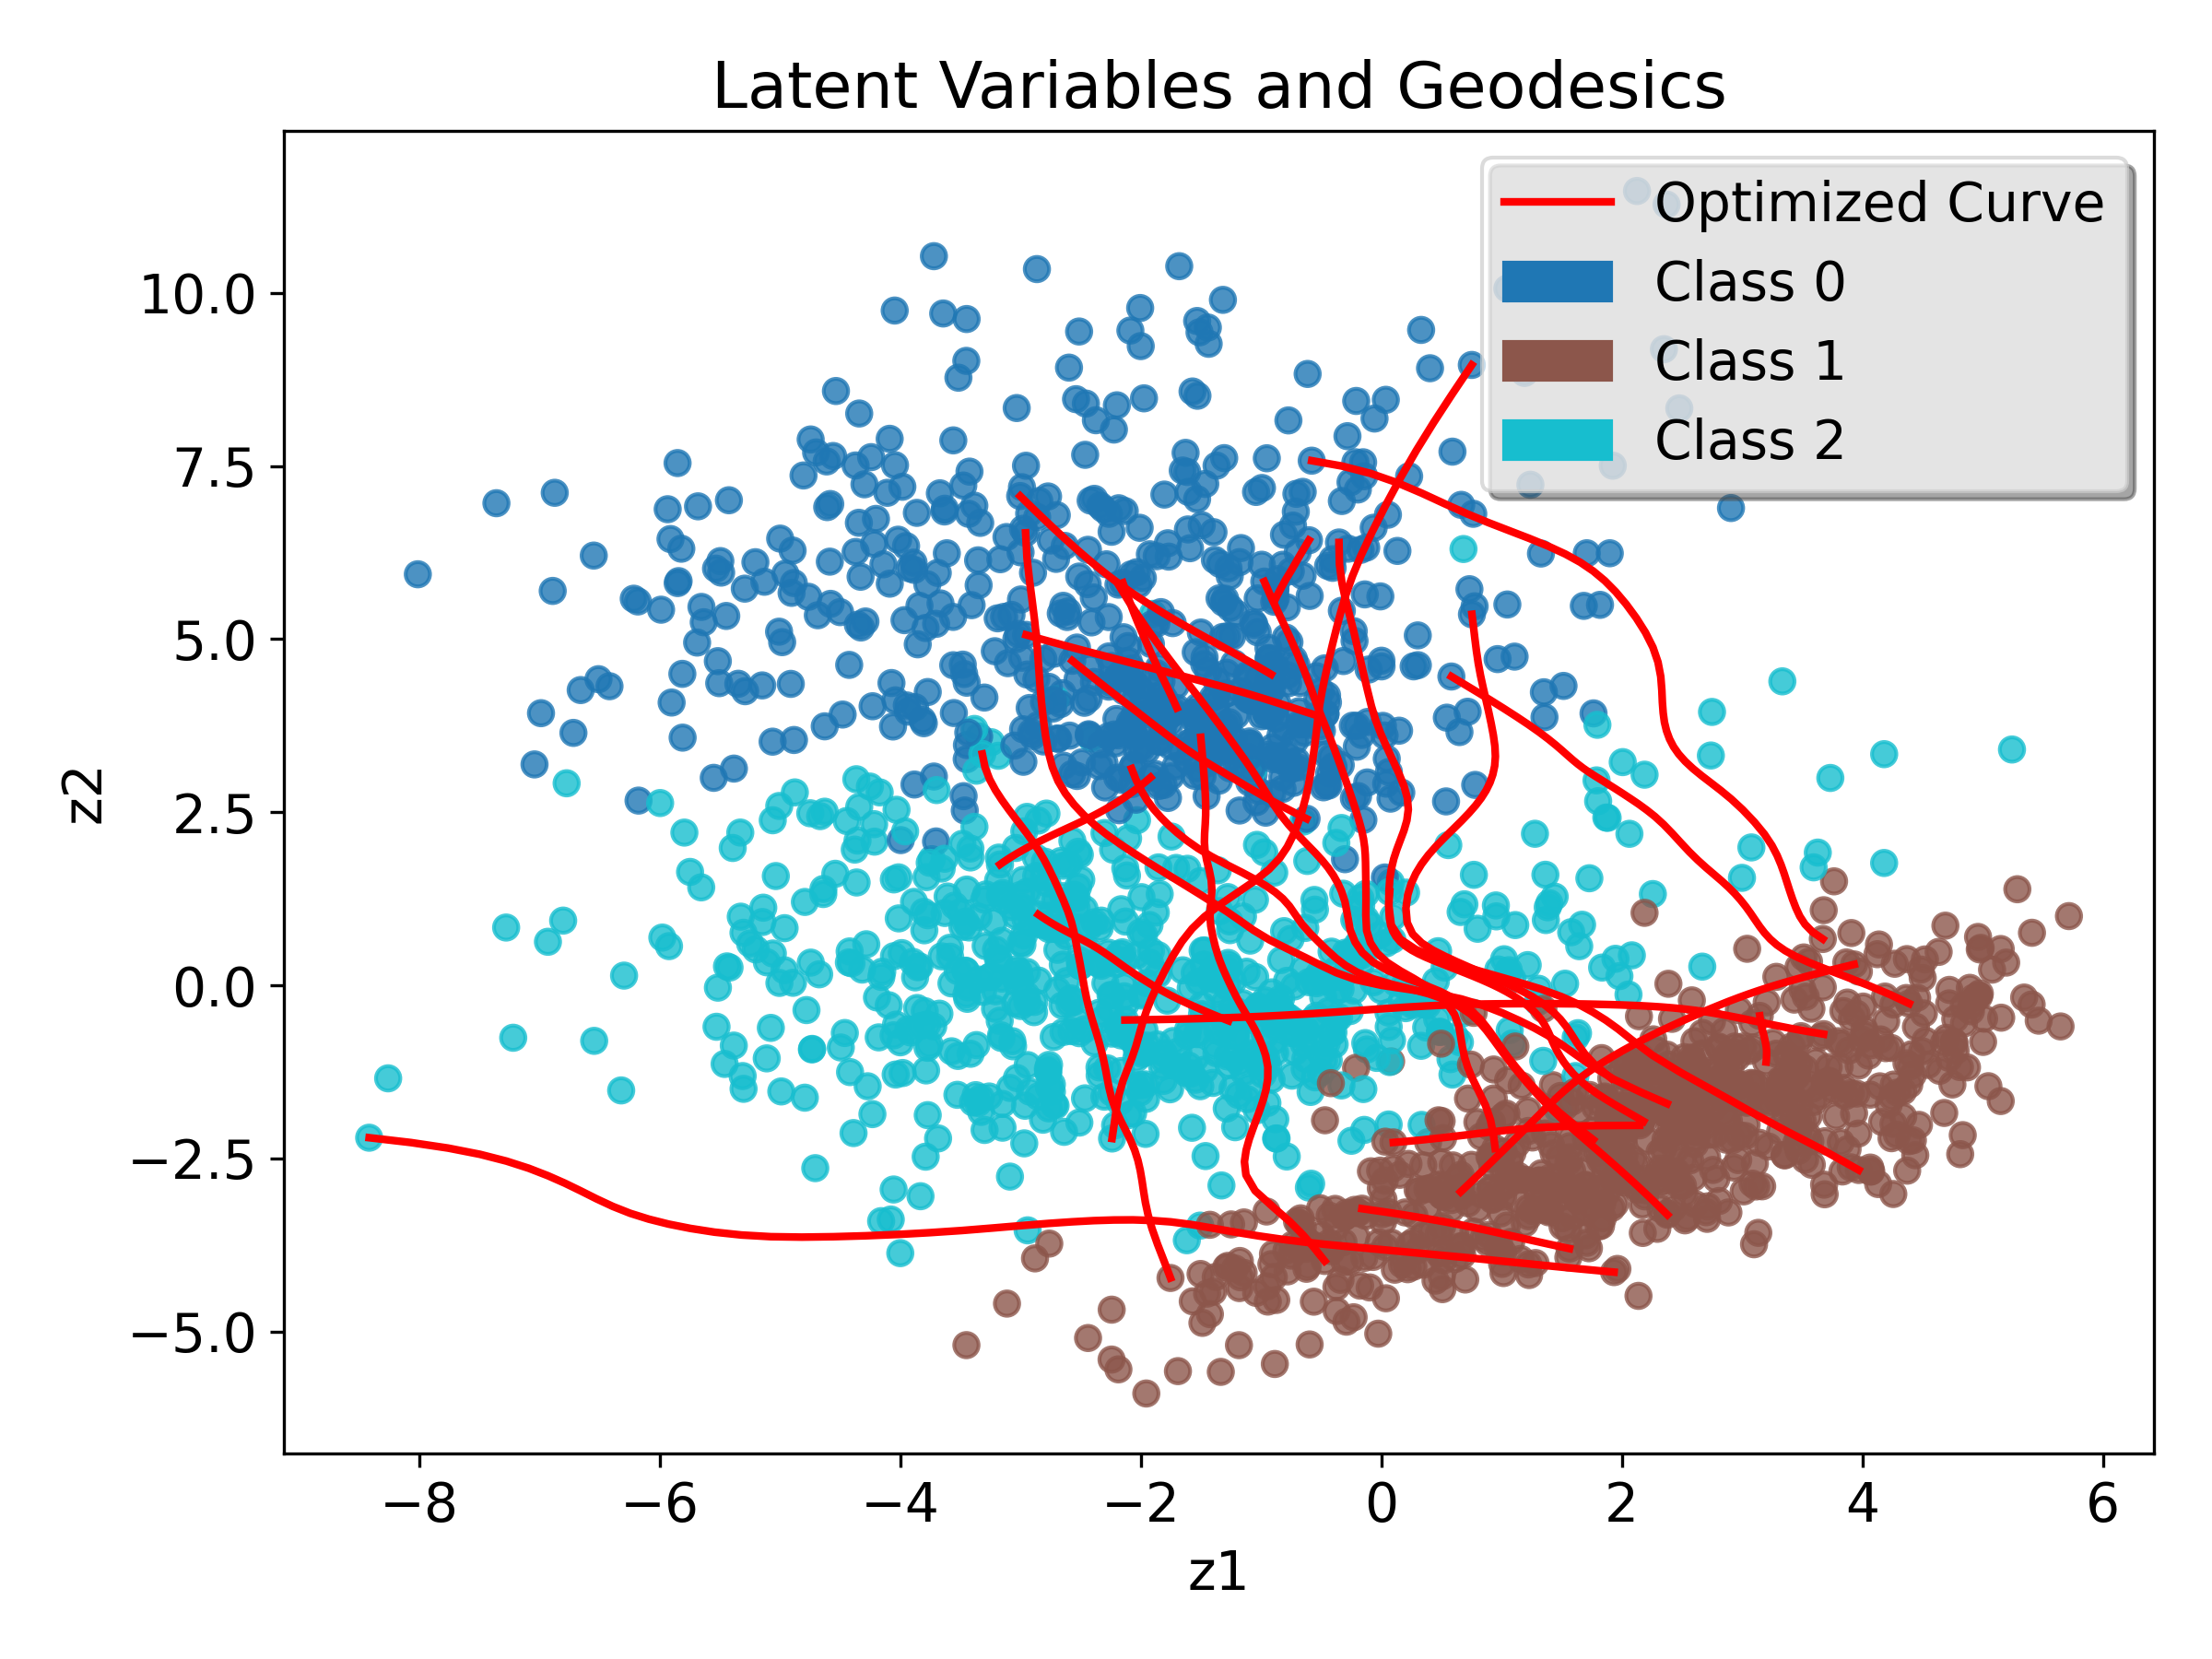 Latent Variables and Geodesics
Optimized Curve
Class 0
Class 1
Class 2
10.0
7.5
5.0
2.5
0.0
−2.5
−5.0
z2
−8
−6
−4
−2
0
2
4
6
z1